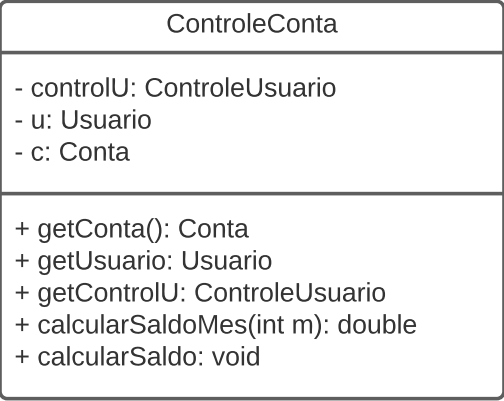 ControleConta
- controlU: ControleUsuario
- u: Usuario
- c: Conta
+ getConta(): Conta
+ getUsuario: Usuario
+ getControlU: ControleUsuario
+ calcularSaldoMes(int m): double
+ calcularSaldo: void